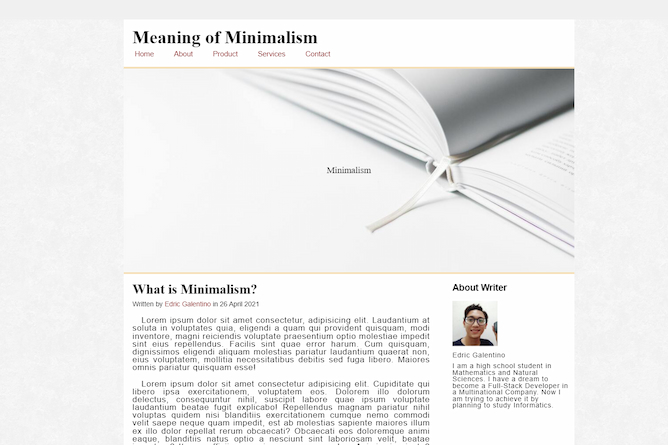 Meaning of Minimalism
Home About Product Services Contact
Minimalism
What is Minimalism?
Written by Edric Galentino in 26 April 2021
Lorem ipsum dolor sit amet consectetur, adipisicing elit. Laudantium at
soluta in voluptates quia, eligendi a quam qui provident quisquam, modi
inventore, magni reiciendis voluptate praesentium optio molestiae impedit
sint eius repellendus. Facilis sint quae error harum. Cum quisquam,
dignissimos eligendi aliquam molestias pariatur laudantium quaerat non,
eius voluptatem, mollitia necessitatibus debitis sed fuga libero. Maiores
omnis pariatur quisquam esse!
Lorem ipsum dolor sit amet consectetur adipisicing elit. Cupiditate qui
libero ipsa exercitationem, voluptatem eos. Dolorem illo dolorum
delectus, consequuntur nihil, suscipit labore quae ipsum voluptate
laudantium beatae fugit explicabo! Repellendus magnam pariatur nihil
voluptas quidem nisi blanditiis exercitationem cumque nemo commodi
velit saepe neque quam impedit, est ab molestias sapiente maiores illum
ex illo dolor repellat rerum obcaecati? Obcaecati eos doloremque animi
eaque, blanditiis natus optio a nesciunt sint laboriosam velit, beatae
About Writer
Edric Galentino
I am a high school student in
Mathematics and Natural
Sciences. I have a dream to
become a Full-Stack Developer in
a Multinational Company. Now I
am trying to achieve it by
planning to study Informatics.